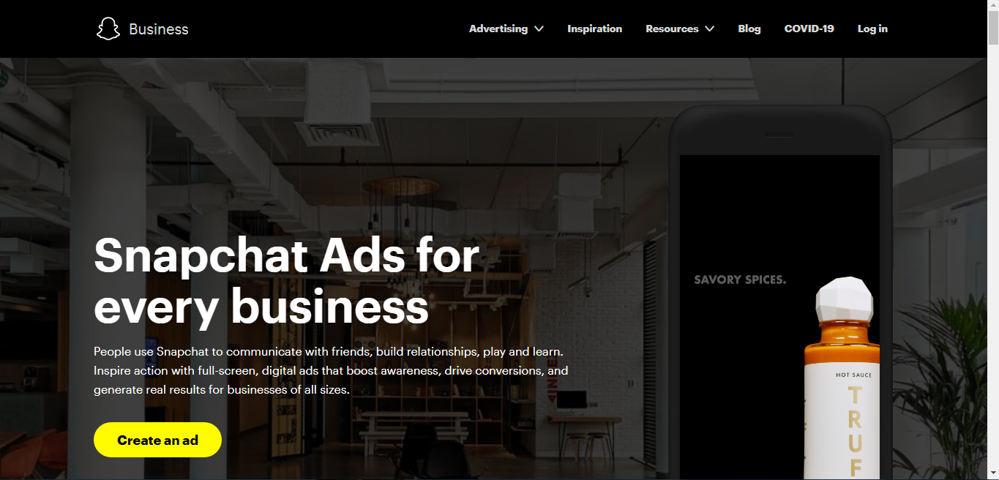 Business
Advertising
Inspiration
Resources
Blog
COVID-19
Log in
Snapchat Ads for
every business
People use Snapchat to communicate with friends, build relationships, play and learn.
Inspire action with full-screen, digital ads that boost awareness, drive conversions, and
generate real results for businesses of all sizes.
Create an ad
SAVORY SPICES.
HOT SAUCE
TRUF